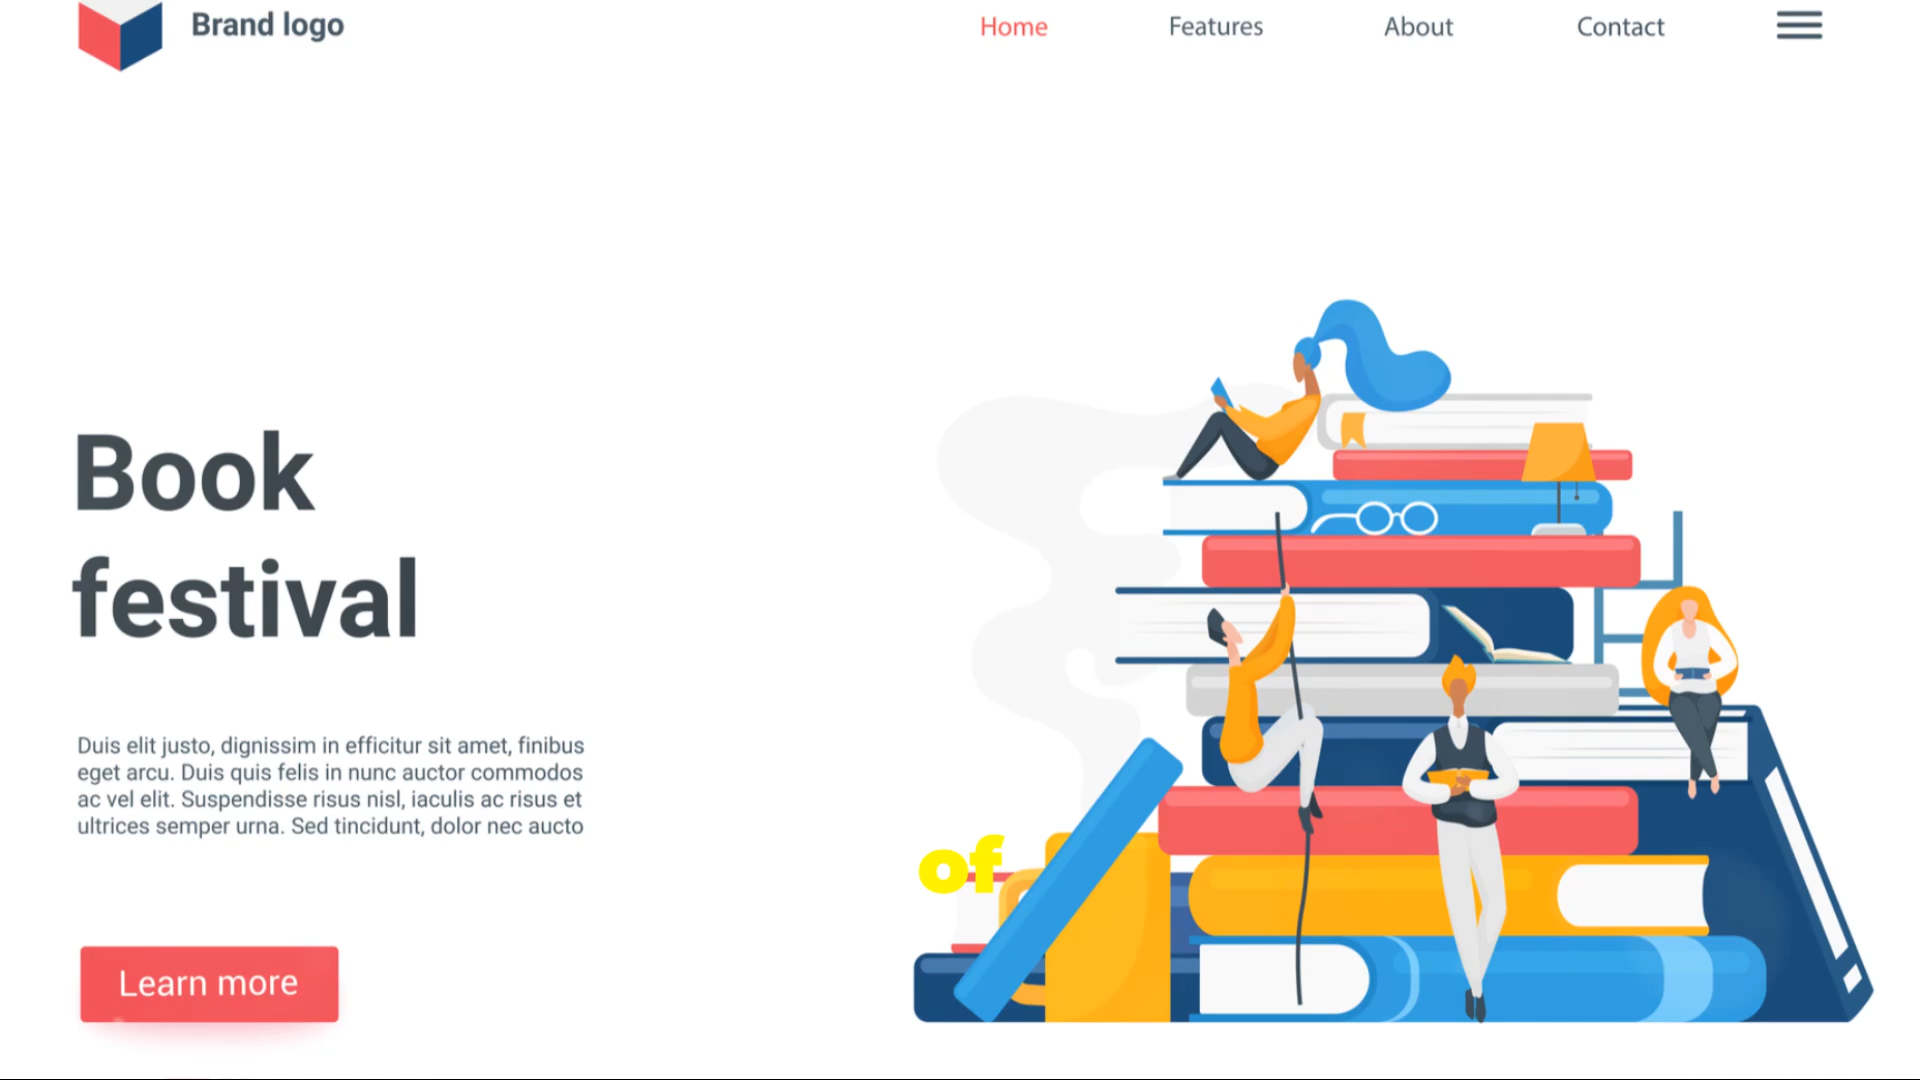 Brand logo
Home
Features
About
Contact
Book
festival
Duis elit justo, dignissim in efficitur sit amet, finibus
eget arcu. Duis quis felis in nunc auctor commodos
ac vel elit. Suspendisse risus nisl, iaculis ac risus et
ultrices semper urna. Sed tincidunt, dolor nec aucto
of
Learn more